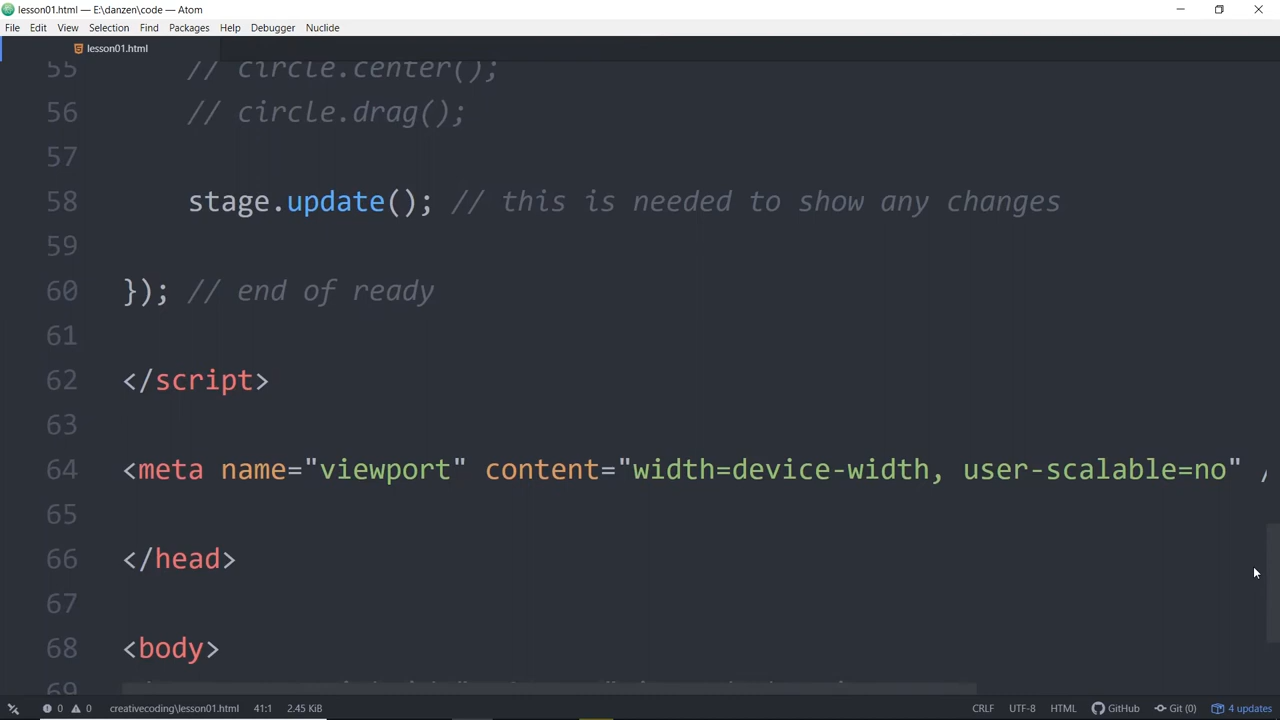 lesson01.html — E:\danzen\code — Atom
File Edit View Selection Find Packages Help Debugger Nuclide
lesson01.html
55 // circle.center();
56 // circle.drag();
57
58 stage.update(); // this is needed to show any changes
59
60 }); // end of ready
61
62 </script>
63
64 <meta name="viewport" content="width=device-width, user-scalable=no" /
65
66 </head>
67
68 <body>
69
0 0 creativecoding\lesson01.html 41:1 2.45 KiB CRLF UTF-8 HTML GitHub Git (0) 4 updates